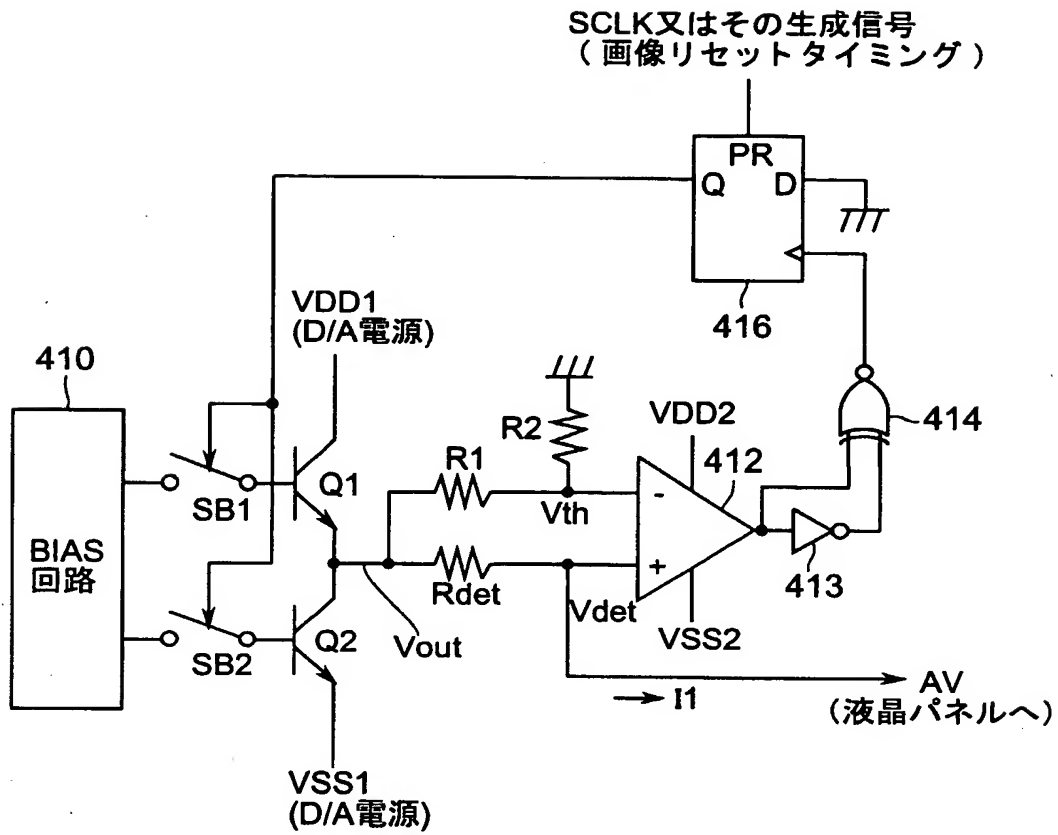 SCLK又はその生成信号
(画像リセットタイミング)
PR
Q
D
416
VDD1
(D/A電源)
410
414
R2
VDD2
412
R1
Q1
SB1
Vth
-
BIAS
回路
+
413
Rdet
Vdet
Q2
Vout
VSS2
SB2
I1
AV
(液晶パネルへ)
VSS1
(D/A電源)